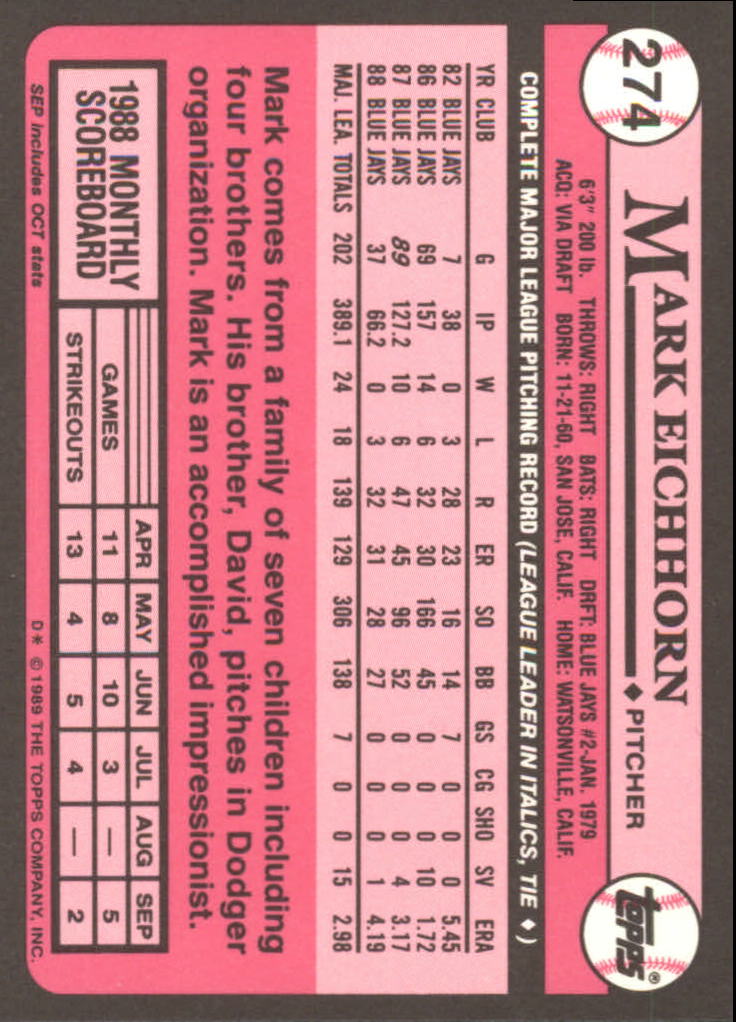 274
MARK EICHHORN ♦ PITCHER
topps®
6'3" 200 lb. THROWS: RIGHT BATS: RIGHT DRFT: BLUE JAYS #2-JAN. 1979
ACQ: VIA DRAFT BORN: 11-21-60, SAN JOSE, CALIF. HOME: WATSONVILLE, CALIF.
COMPLETE MAJOR LEAGUE PITCHING RECORD (LEAGUE LEADER IN ITALICS, TIE ♦)
YR CLUB G IP W L R ER SO BB GS CG SHO SV ERA
82 BLUE JAYS 7 38 0 3 28 23 16 14 7 0 0 0 5.45
86 BLUE JAYS 69 157 14 6 32 30 166 45 0 0 0 10 1.72
87 BLUE JAYS 89 127.2 10 6 47 45 96 52 0 0 0 4 3.17
88 BLUE JAYS 37 66.2 0 3 32 31 28 27 0 0 0 1 4.19
MAJ. LEA. TOTALS 202 389.1 24 18 139 129 306 138 7 0 0 15 2.98
Mark comes from a family of seven children including
four brothers. His brother, David, pitches in Dodger
organization. Mark is an accomplished impressionist.
1988 MONTHLY
SCOREBOARD
APR MAY JUN JUL AUG SEP
GAMES 11 8 10 3 — 5
STRIKEOUTS 13 4 5 4 — 2
SEP includes OCT stats
D* © 1989 THE TOPPS COMPANY, INC.